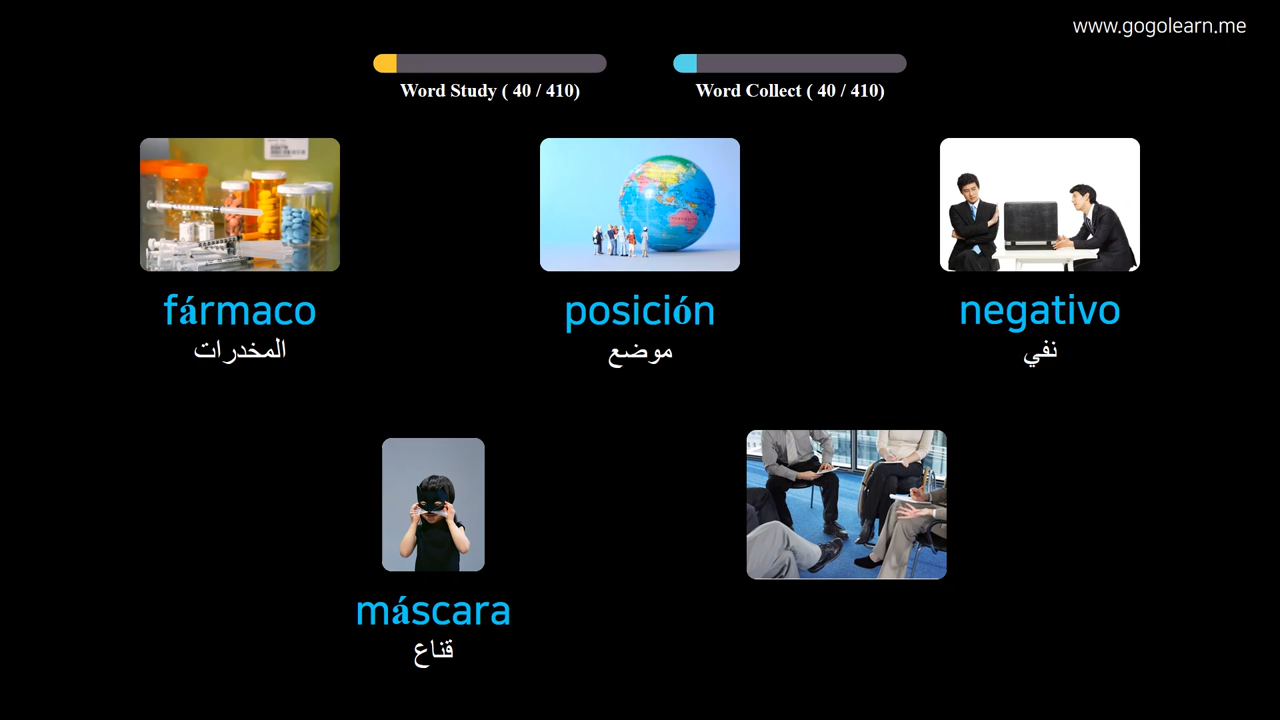 www.gogolearn.me
Word Study ( 40 / 410)
Word Collect ( 40 / 410)
fármaco
المخدرات
posición
موضع
negativo
نفي
máscara
قناع